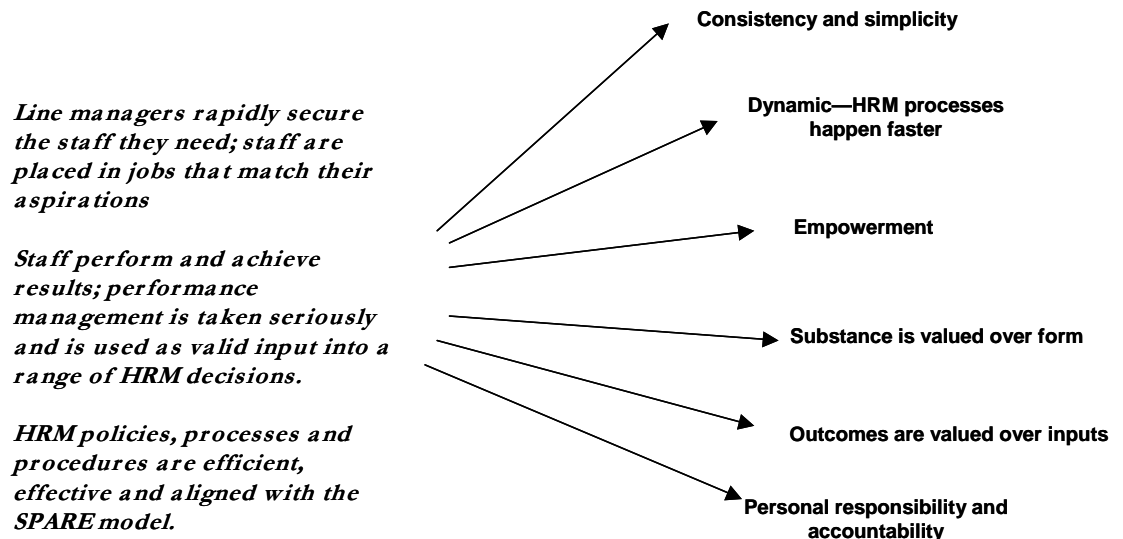 Line managers rapidly secure
the staff they need; staff are
placed in jobs that match their
aspirations
Staff perform and achieve
results; performance
management is taken seriously
and is used as valid input into a
range of HRM decisions.
HRM policies, processes and
procedures are efficient,
effective and aligned with the
SPARE model.
Consistency and simplicity
Dynamic—HRM processes
happen faster
Empowerment
Substance is valued over form
Outcomes are valued over inputs
Personal responsibility and
accountability